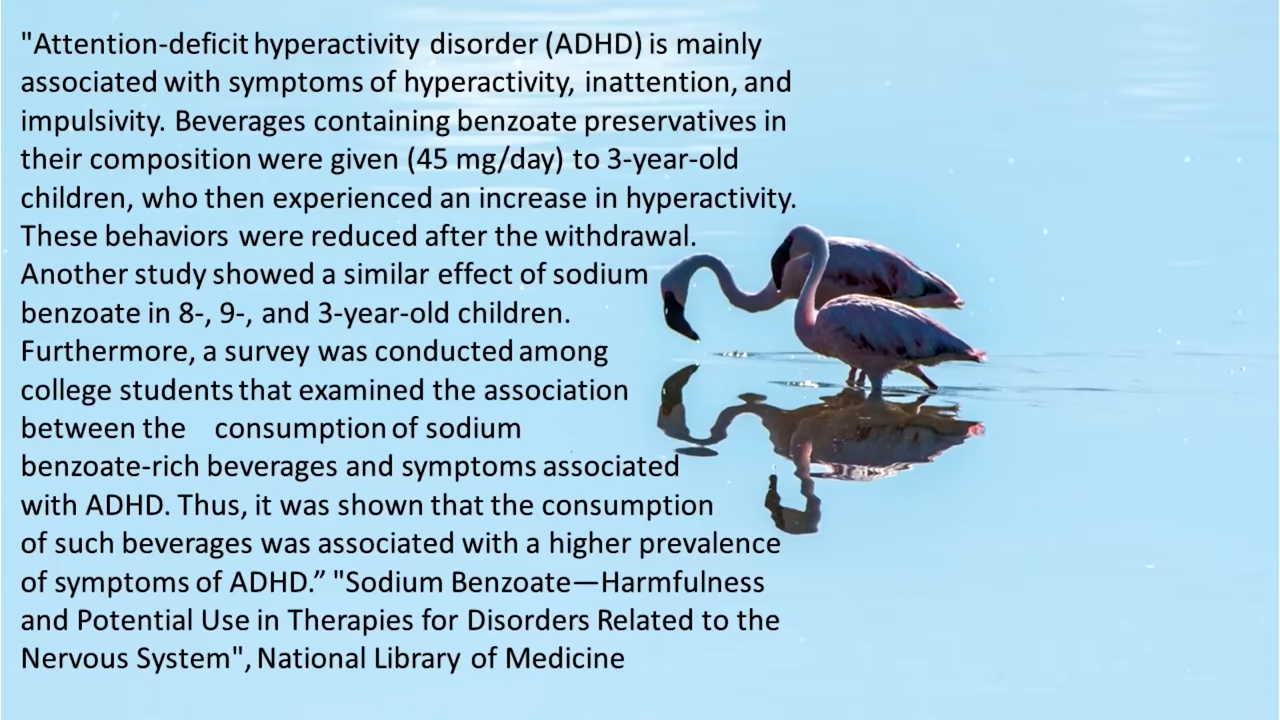 "Attention-deficit hyperactivity disorder (ADHD) is mainly
associated with symptoms of hyperactivity, inattention, and
impulsivity. Beverages containing benzoate preservatives in
their composition were given (45 mg/day) to 3-year-old
children, who then experienced an increase in hyperactivity.
These behaviors were reduced after the withdrawal.
Another study showed a similar effect of sodium
benzoate in 8-, 9-, and 3-year-old children.
Furthermore, a survey was conducted among
college students that examined the association
between the consumption of sodium
benzoate-rich beverages and symptoms associated
with ADHD. Thus, it was shown that the consumption
of such beverages was associated with a higher prevalence
of symptoms of ADHD.” "Sodium Benzoate—Harmfulness
and Potential Use in Therapies for Disorders Related to the
Nervous System", National Library of Medicine